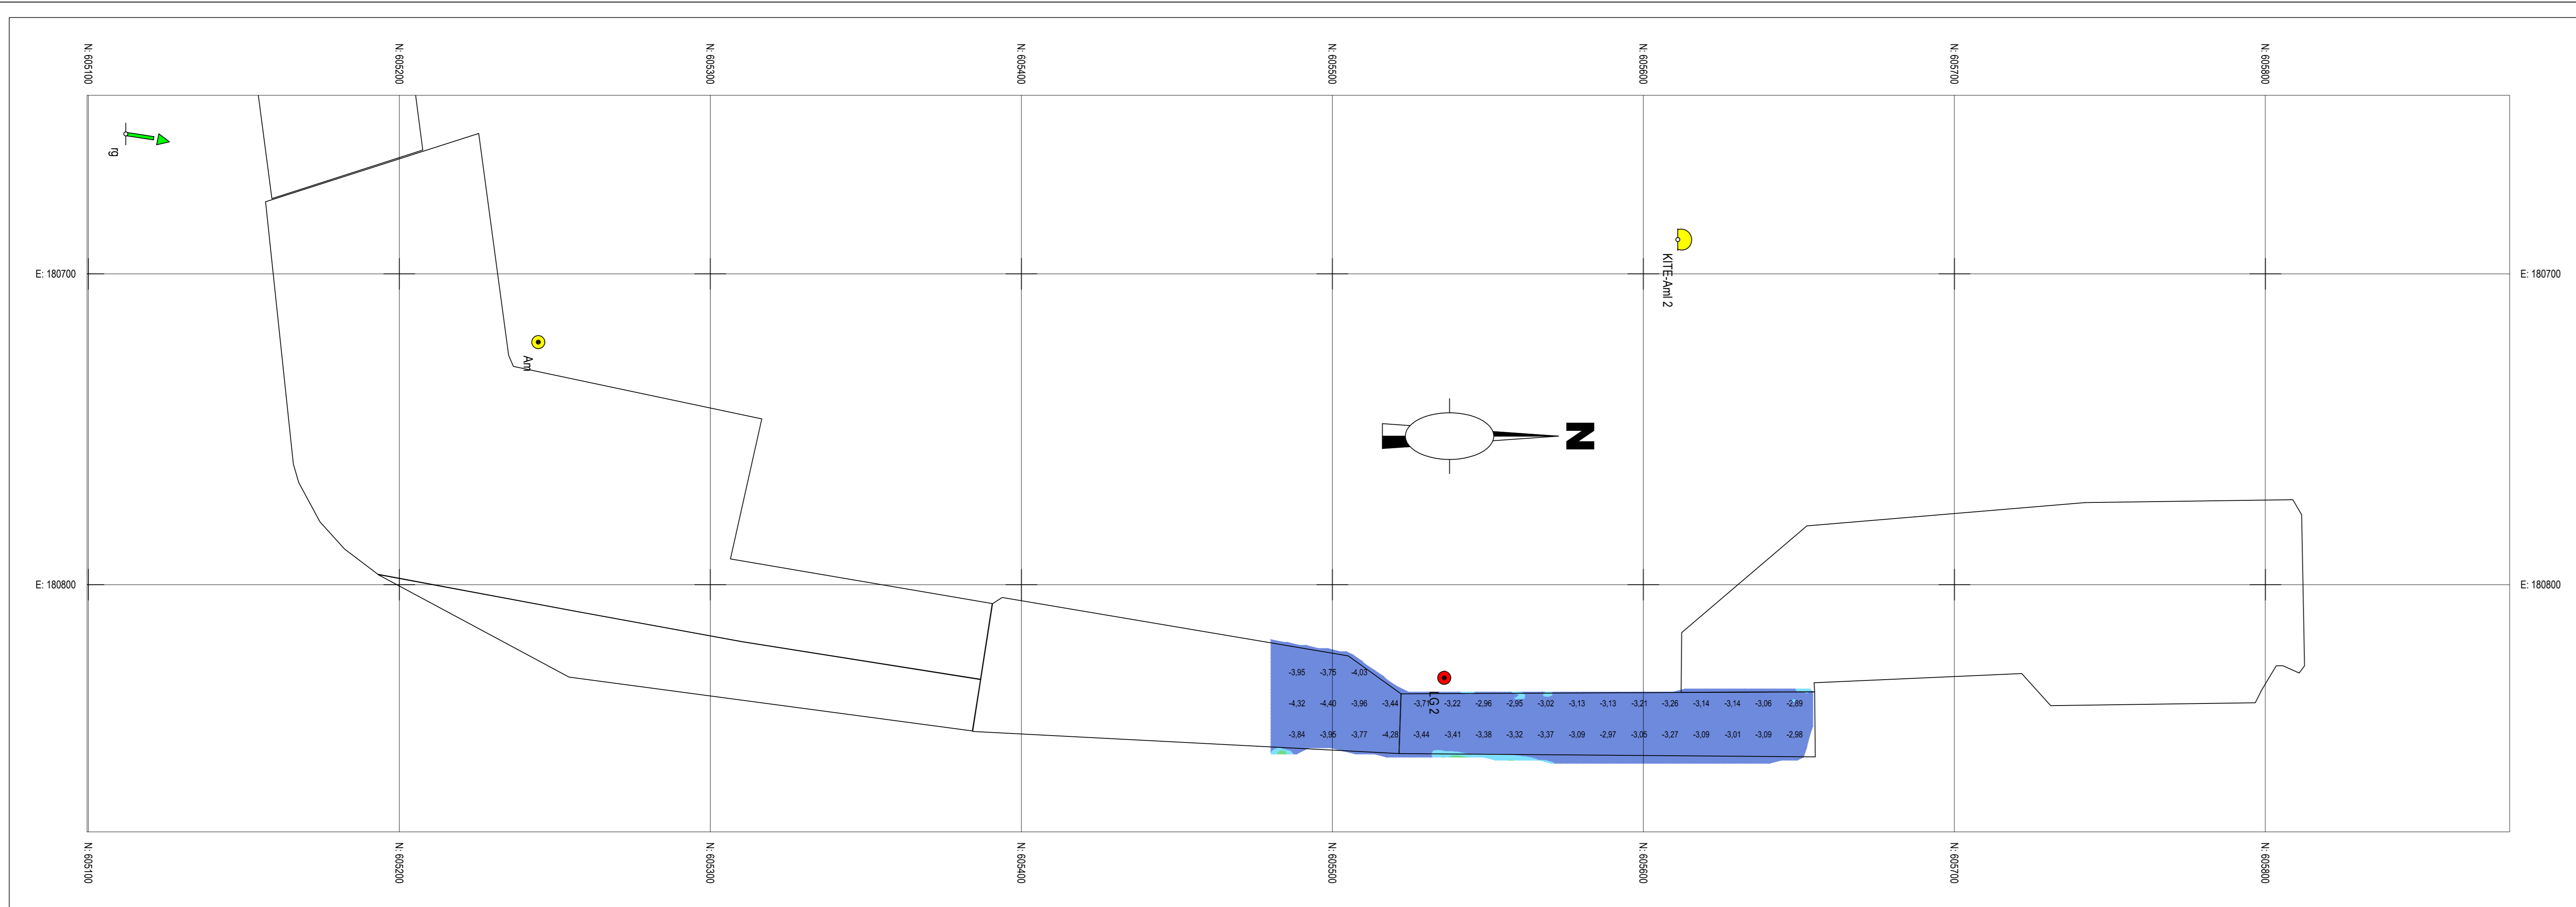 N: 605100 N: 605200 N: 605300 N: 605400 N: 605500 N: 605600 N: 605700 N: 605800
rg
KITE-Aml 2
E: 180700 E: 180700
Am
N
E: 180800 E: 180800
-3,95 -3,75 -4,03
LG 2
-4,32 -4,40 -3,96 -3,44 -3,71 -3,22 -2,96 -2,95 -3,02 -3,13 -3,13 -3,21 -3,26 -3,14 -3,14 -3,06 -2,89
-3,84 -3,95 -3,77 -4,28 -3,44 -3,41 -3,38 -3,32 -3,37 -3,09 -2,97 -3,05 -3,27 -3,09 -3,01 -3,09 -2,98
N: 605100 N: 605200 N: 605300 N: 605400 N: 605500 N: 605600 N: 605700 N: 605800